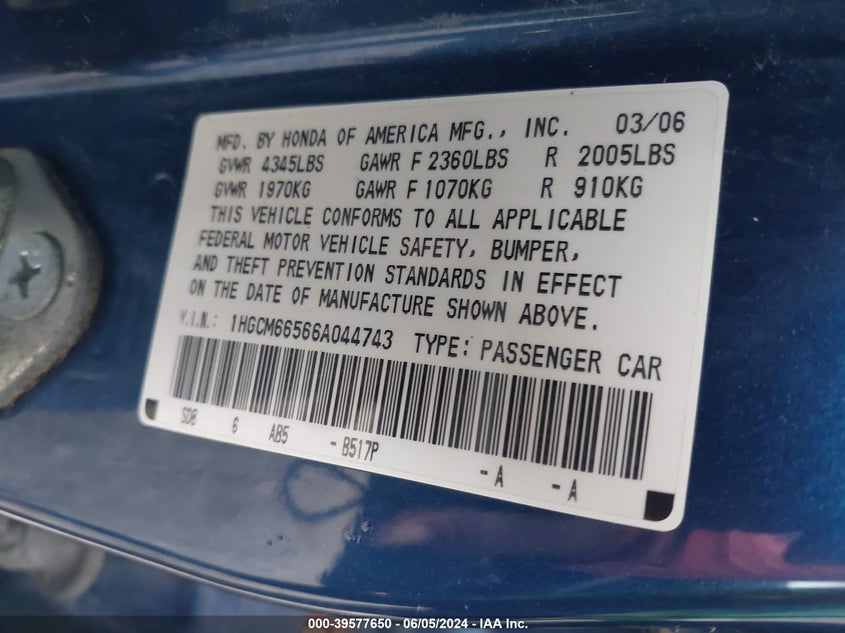 MFD. BY HONDA OF AMERICA MFG., INC. 03/06
GVWR 4345LBS GAWR F 2360LBS R 2005LBS
GVWR 1970KG GAWR F 1070KG R 910KG
THIS VEHICLE CONFORMS TO ALL APPLICABLE
FEDERAL MOTOR VEHICLE SAFETY, BUMPER,
AND THEFT PREVENTION STANDARDS IN EFFECT
ON THE DATE OF MANUFACTURE SHOWN ABOVE.
V.I.N.: 1HGCM66566A044743 TYPE: PASSENGER CAR
SDB 6 AB5 - B517P - A - A
000-39577650 - 06/05/2024 - IAA Inc.